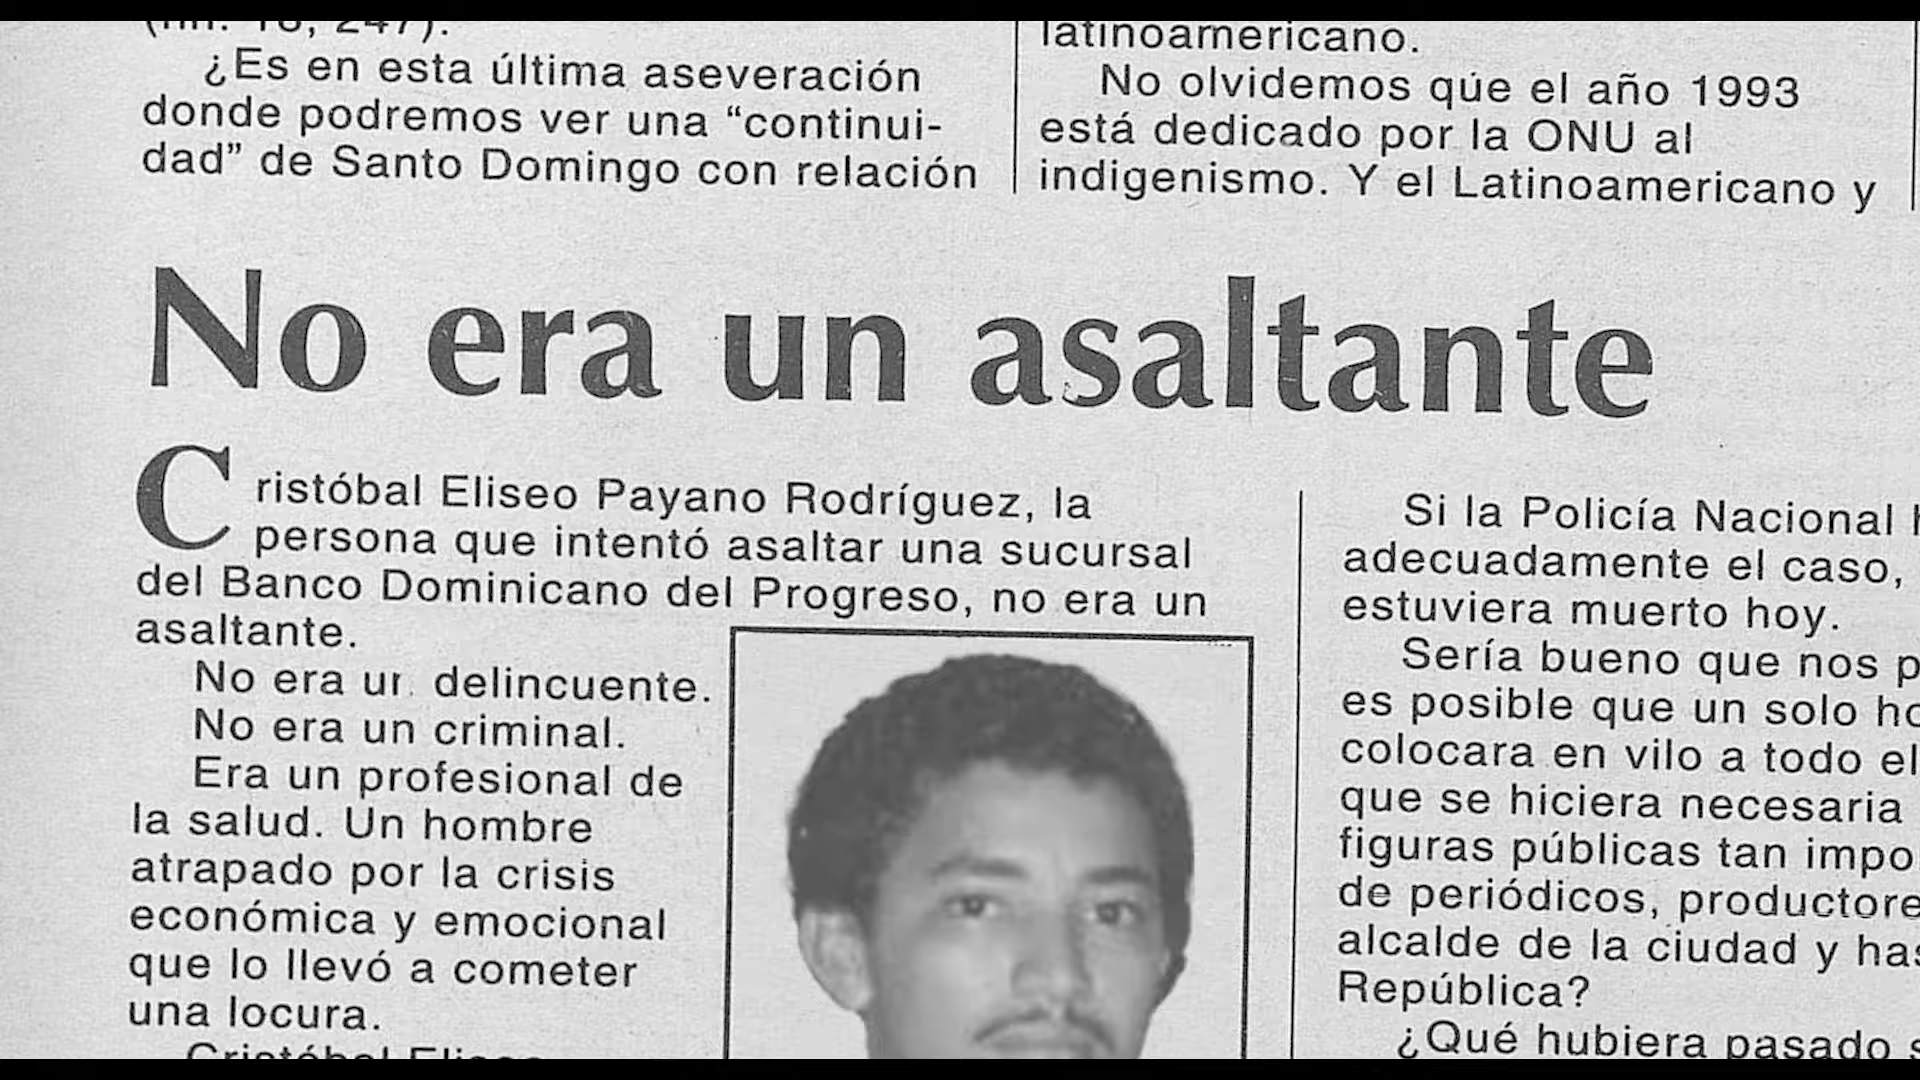 ¿Es en esta última aseveración
donde podremos ver una “continui-
dad” de Santo Domingo con relación
latinoamericano.
No olvidemos que el año 1993
está dedicado por la ONU al
indigenismo. Y el Latinoamericano y
No era un asaltante
Cristóbal Eliseo Payano Rodríguez, la
persona que intentó asaltar una sucursal
del Banco Dominicano del Progreso, no era un
asaltante.
No era un delincuente.
No era un criminal.
Era un profesional de
la salud. Un hombre
atrapado por la crisis
económica y emocional
que lo llevó a cometer
una locura.
Cristóbal Eliseo
Si la Policía Nacional
adecuadamente el caso,
estuviera muerto hoy.
Sería bueno que nos
es posible que un solo
colocara en vilo a todo el
que se hiciera necesaria
figuras públicas tan
de periódicos,
alcalde de la ciudad y
República?
¿Qué hubiera pasado